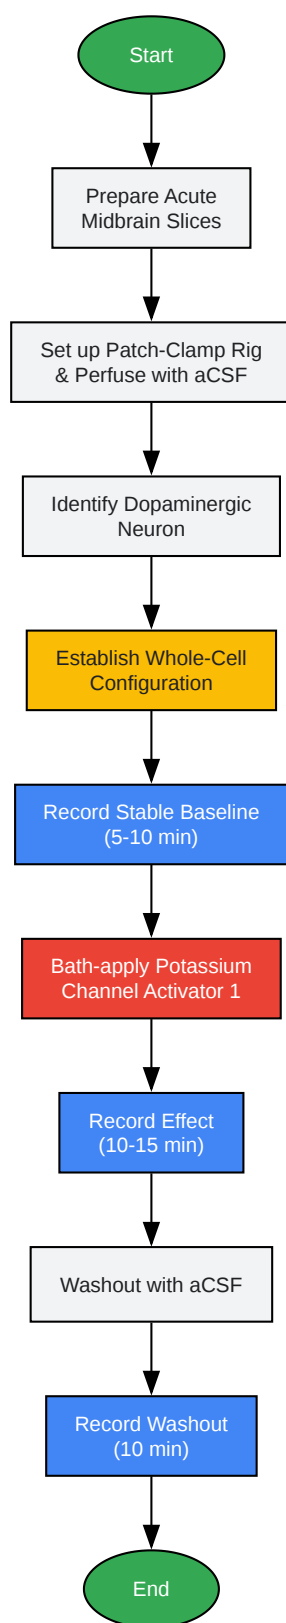 Start
Prepare Acute
Midbrain Slices
Set up Patch-Clamp Rig
& Perfuse with aCSF
Identify Dopaminergic
Neuron
Establish Whole-Cell
Configuration
Record Stable Baseline
(5-10 min)
Bath-apply Potassium
Channel Activator 1
Record Effect
(10-15 min)
Washout with aCSF
Record Washout
(10 min)
End